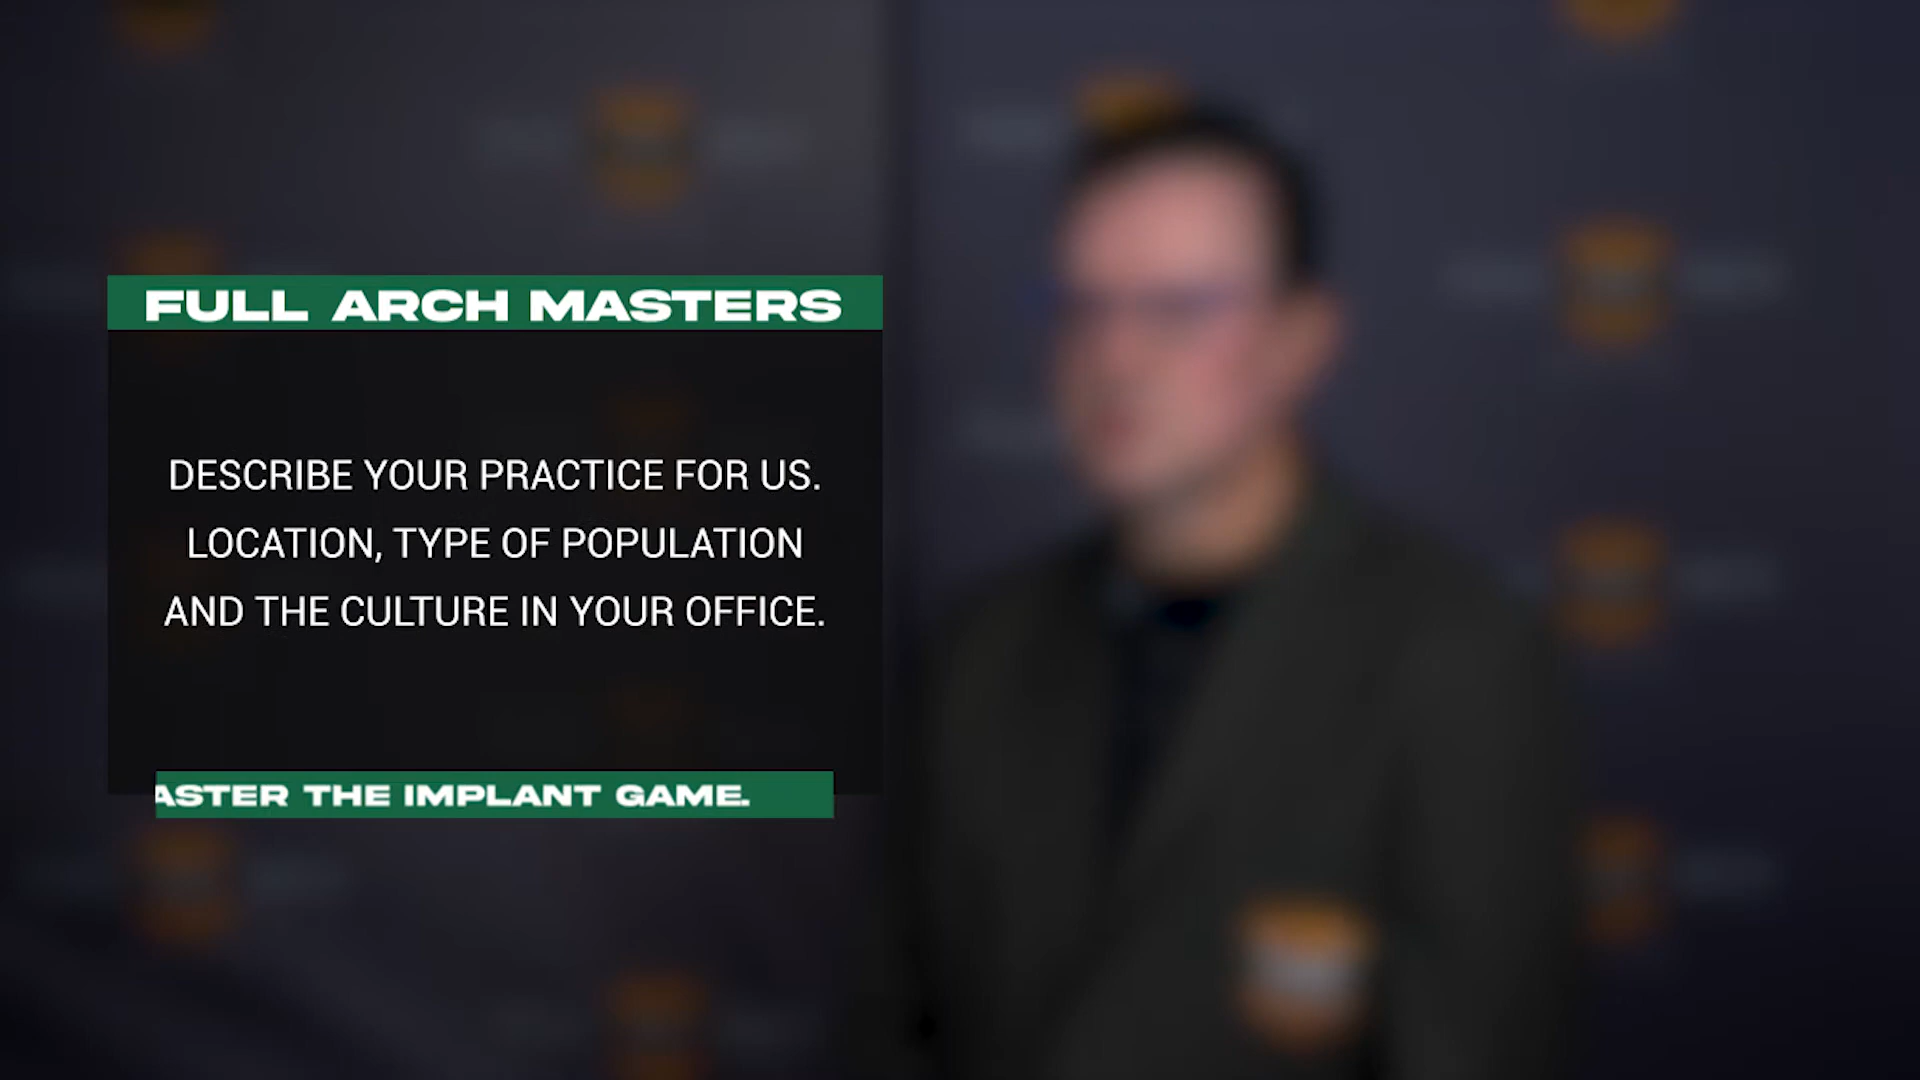 FULL ARCH MASTERS
DESCRIBE YOUR PRACTICE FOR US.
LOCATION, TYPE OF POPULATION
AND THE CULTURE IN YOUR OFFICE.
ASTER THE IMPLANT GAME.